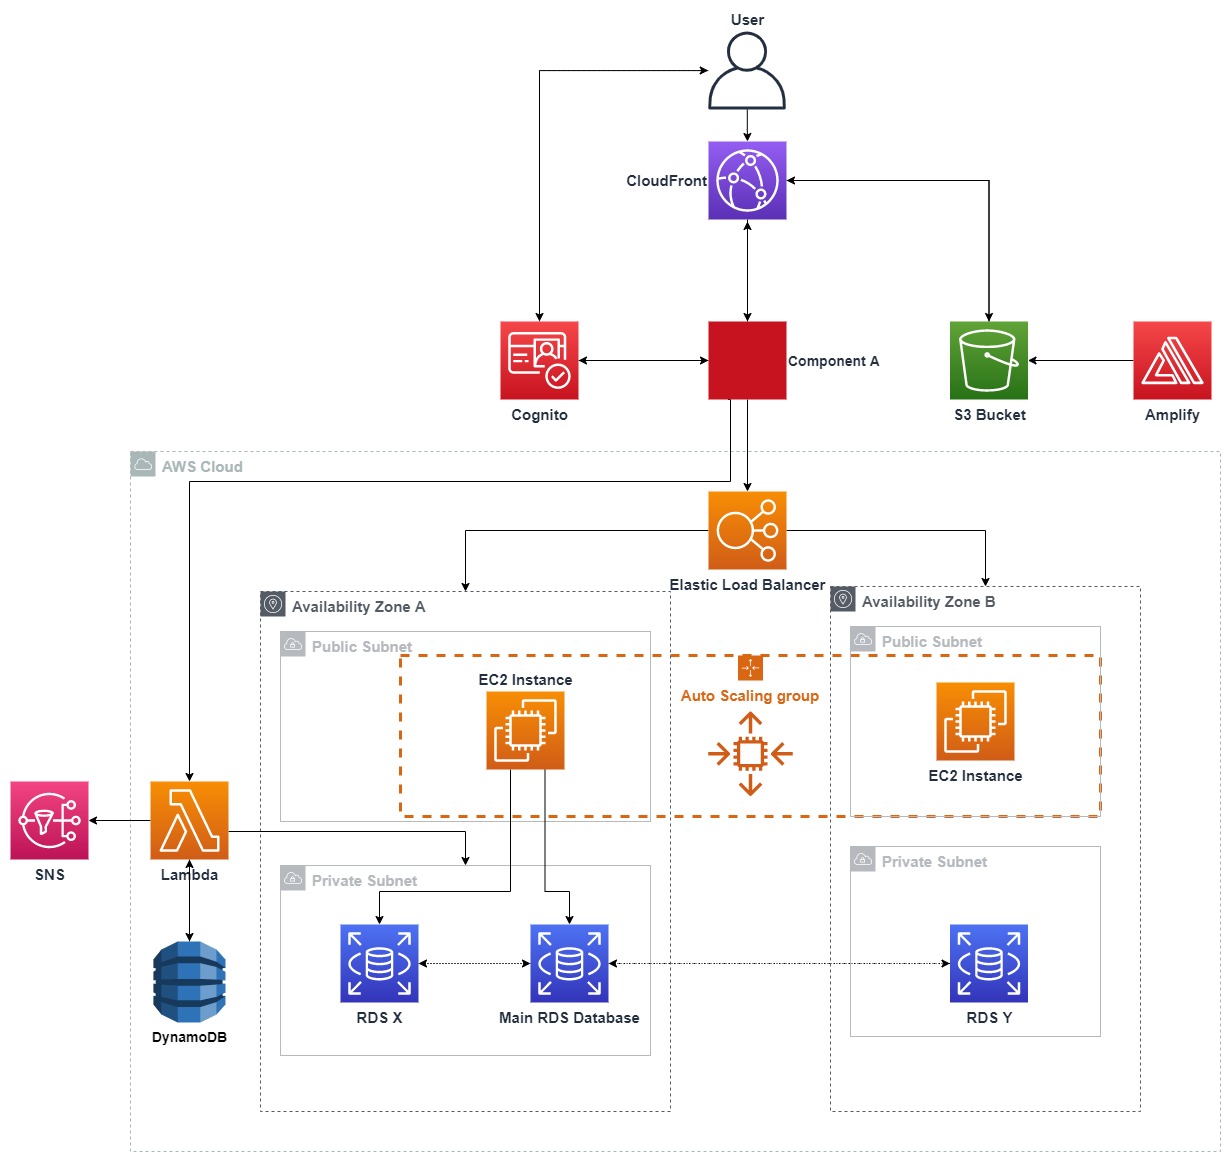 User
CloudFront
Cognito
Component A
S3 Bucket
Amplify
AWS Cloud
Elastic Load Balancer
Availability Zone A
Availability Zone B
Public Subnet
Public Subnet
EC2 Instance
Auto Scaling group
EC2 Instance
SNS
Lambda
Private Subnet
Private Subnet
RDS X
Main RDS Database
RDS Y
DynamoDB